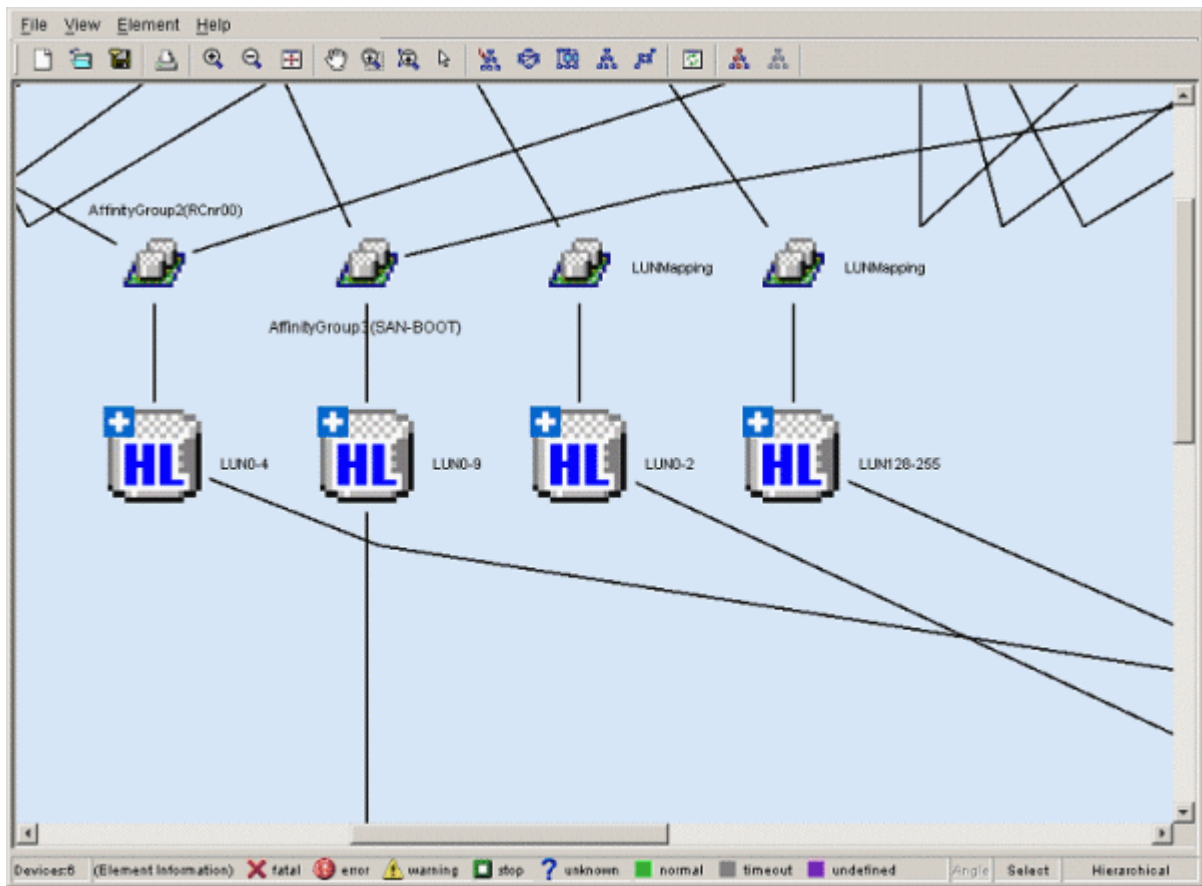 File View Element Help
AffinityGroup2(RCnr00)
LUNMapping
LUNMapping
AffinityGroup3(SAN-BOOT)
HL LUN0-4
HL LUN0-9
HL LUN0-2
HL LUN128-255
Devices:6 (Element Information) fatal error warning stop ? unknown normal timeout undefined Angle Select Hierarchical